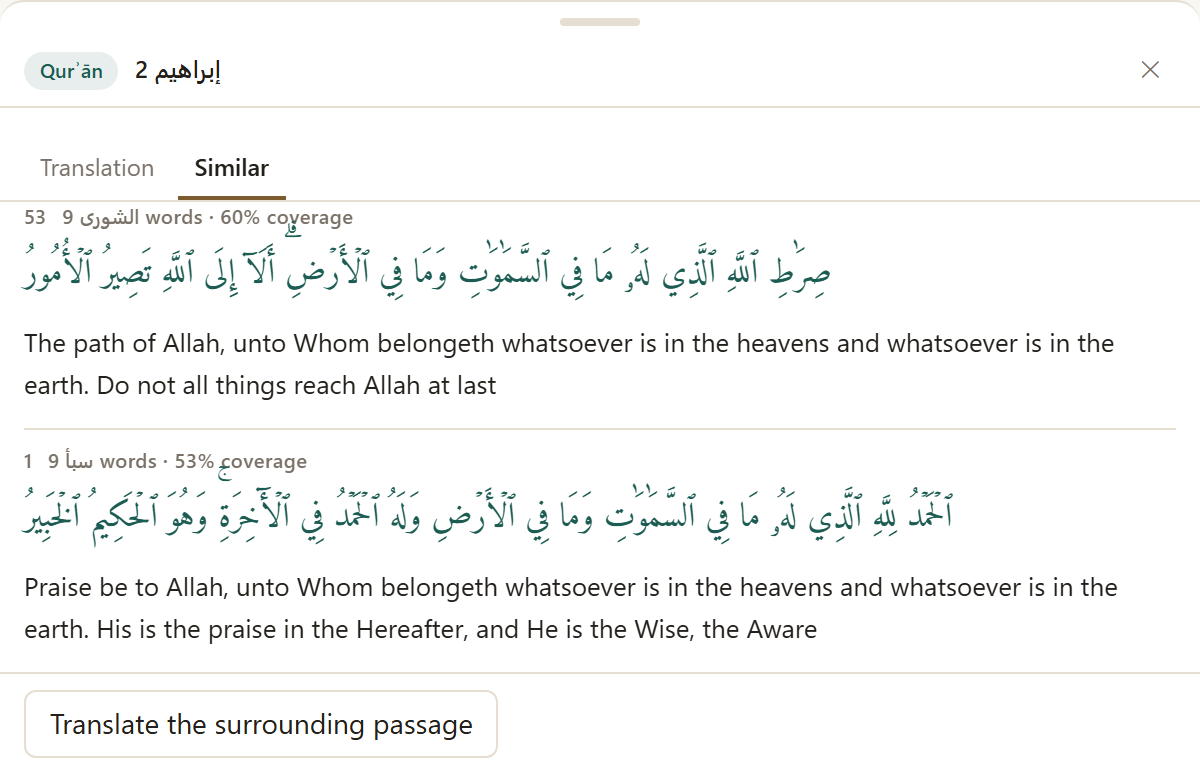 Qurʾān
إبراهيم 2
Translation
Similar
الشورى 53 9 words · 60% coverage
صِرَٰطِ ٱللَّهِ ٱلَّذِي لَهُۥ مَا فِي ٱلسَّمَٰوَٰتِ وَمَا فِي ٱلۡأَرۡضِۗ أَلَآ إِلَى ٱللَّهِ تَصِيرُ ٱلۡأُمُورُ
The path of Allah, unto Whom belongeth whatsoever is in the heavens and whatsoever is in the
earth. Do not all things reach Allah at last
سبأ 1 9 words · 53% coverage
ٱلۡحَمۡدُ لِلَّهِ ٱلَّذِي لَهُۥ مَا فِي ٱلسَّمَٰوَٰتِ وَمَا فِي ٱلۡأَرۡضِ وَلَهُ ٱلۡحَمۡدُ فِي ٱلۡأٓخِرَةِۚ وَهُوَ ٱلۡحَكِيمُ ٱلۡخَبِيرُ
Praise be to Allah, unto Whom belongeth whatsoever is in the heavens and whatsoever is in the
earth. His is the praise in the Hereafter, and He is the Wise, the Aware
Translate the surrounding passage